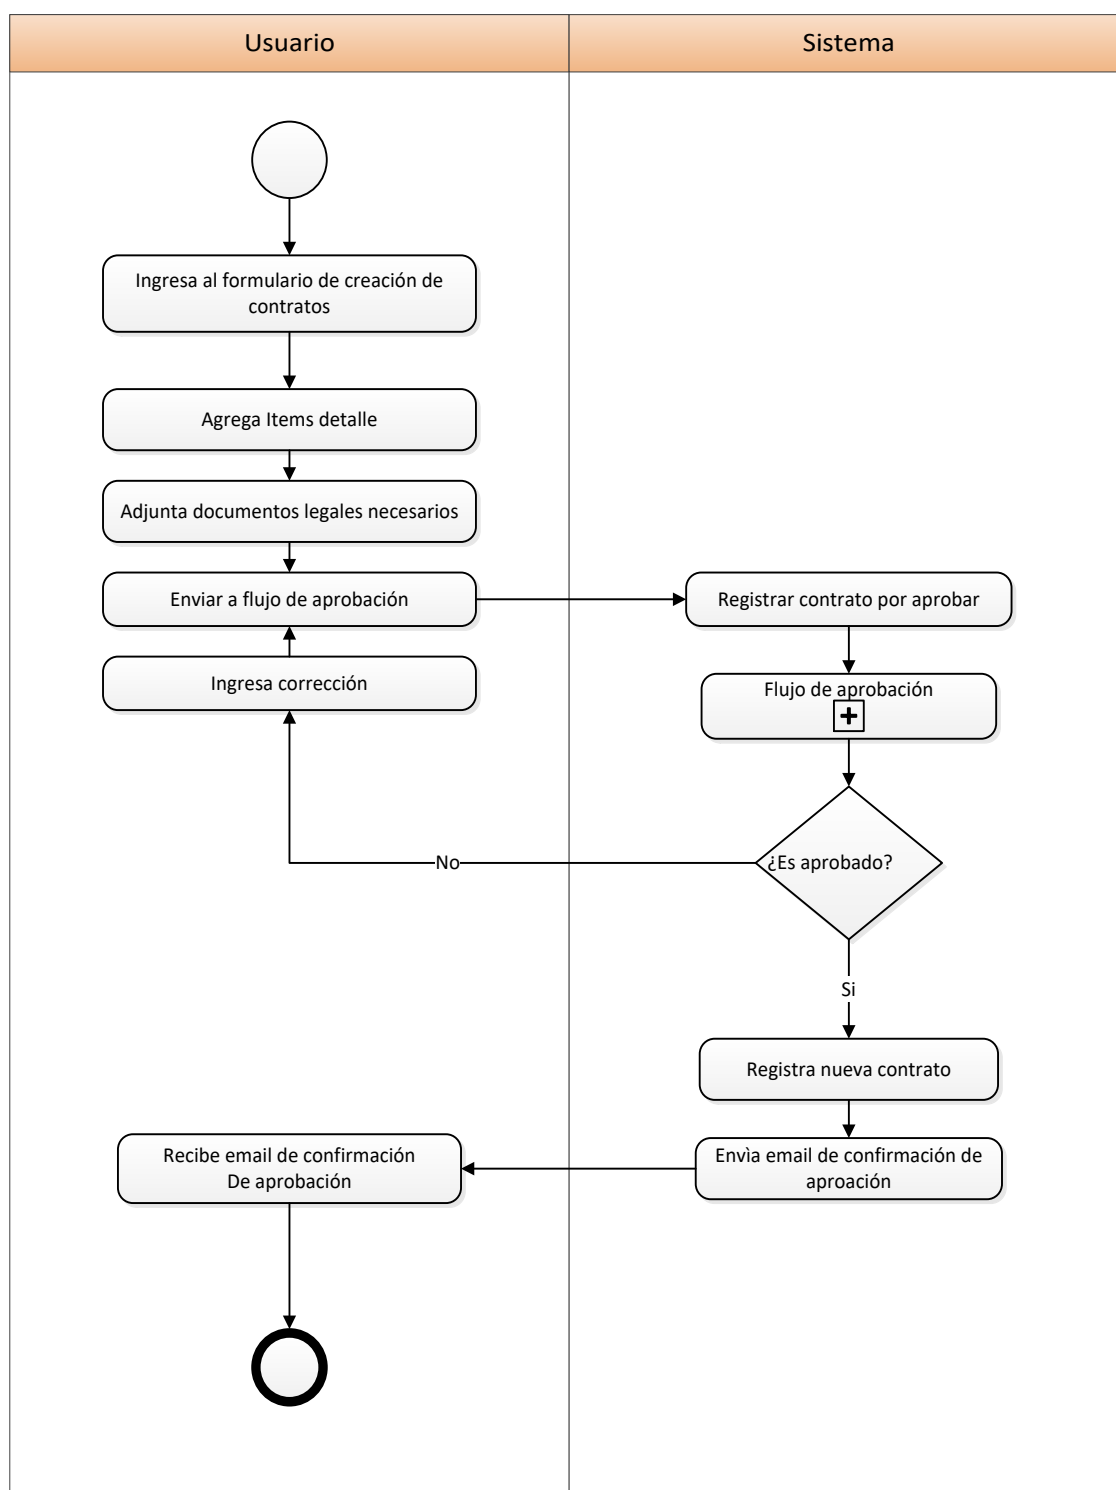 Usuario
Sistema
Ingresa al formulario de creación de
contratos
Agrega Items detalle
Adjunta documentos legales necesarios
Enviar a flujo de aprobación
Registrar contrato por aprobar
Ingresa corrección
Flujo de aprobación
¿Es aprobado?
No
Si
Registra nueva contrato
Envìa email de confirmación de
aproación
Recibe email de confirmación
De aprobación